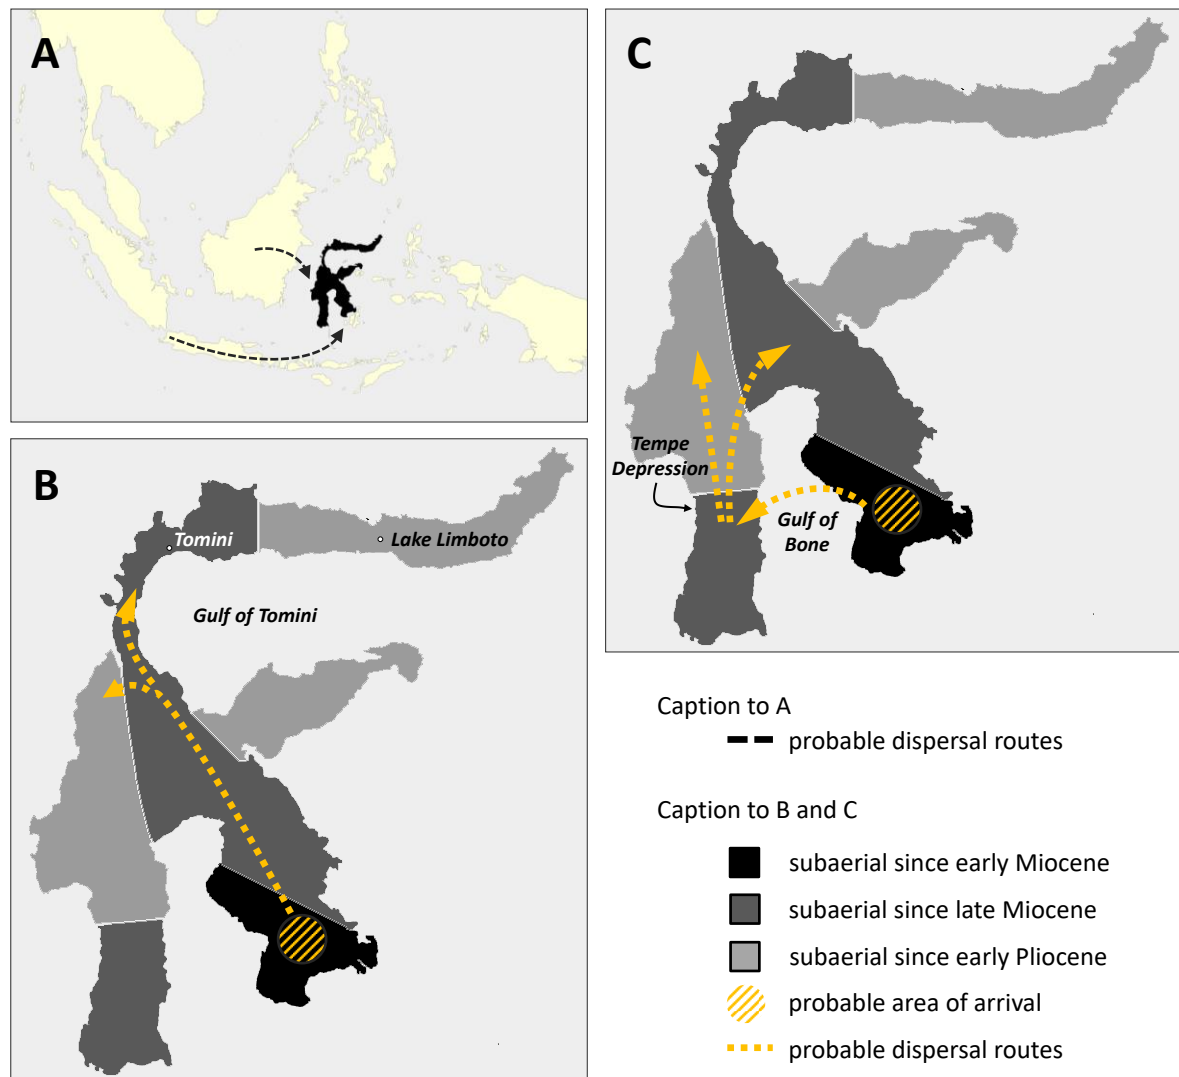 A
B
Tomini
Lake Limboto
Gulf of Tomini
C
Tempe
Depression
Gulf of
Bone
Caption to A
probable dispersal routes
Caption to B and C
subaerial since early Miocene
subaerial since late Miocene
subaerial since early Pliocene
probable area of arrival
probable dispersal routes